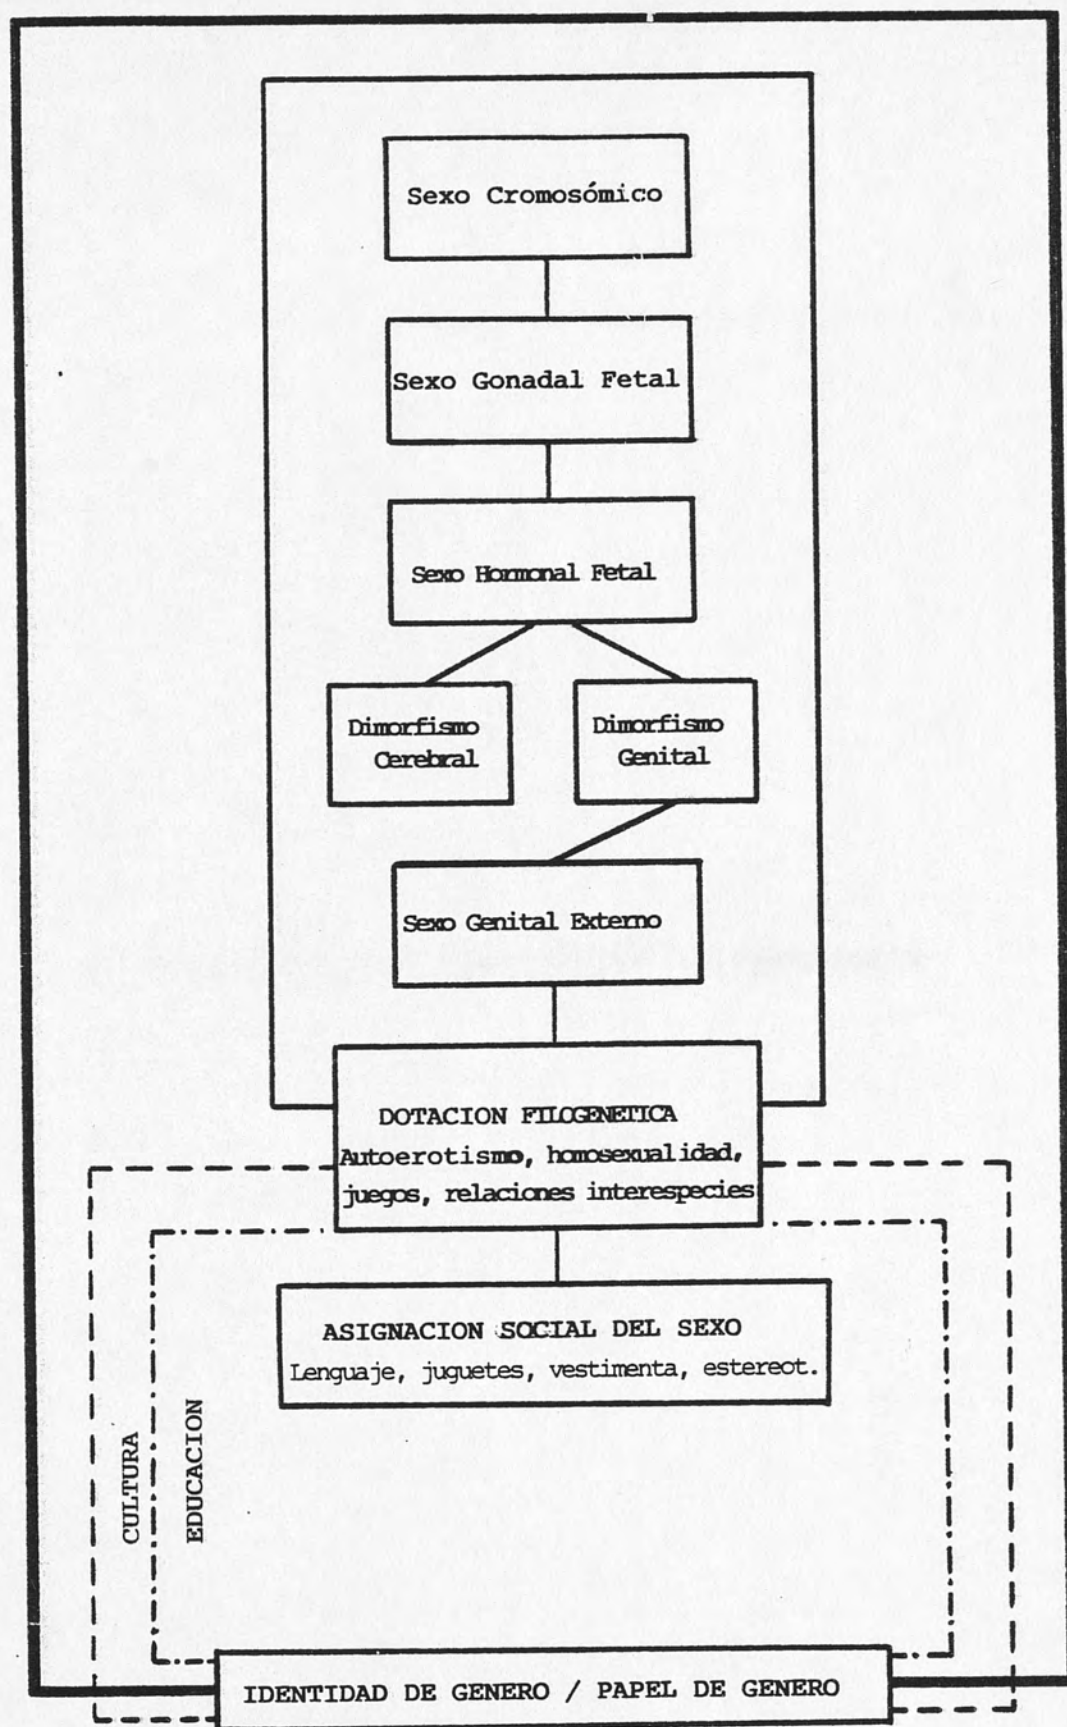 Sexo Cromosómico
Sexo Gonadal Fetal
Sexo Hormonal Fetal
Dimorfismo
Cerebral
Dimorfismo
Genital
Sexo Genital Externo
DOTACION FILOGENETICA
Autoerotismo, homosexualidad,
juegos, relaciones interespecies
ASIGNACION SOCIAL DEL SEXO
Lenguaje, juguetes, vestimenta, estereot.
CULTURA
EDUCACION
IDENTIDAD DE GENERO / PAPEL DE GENERO